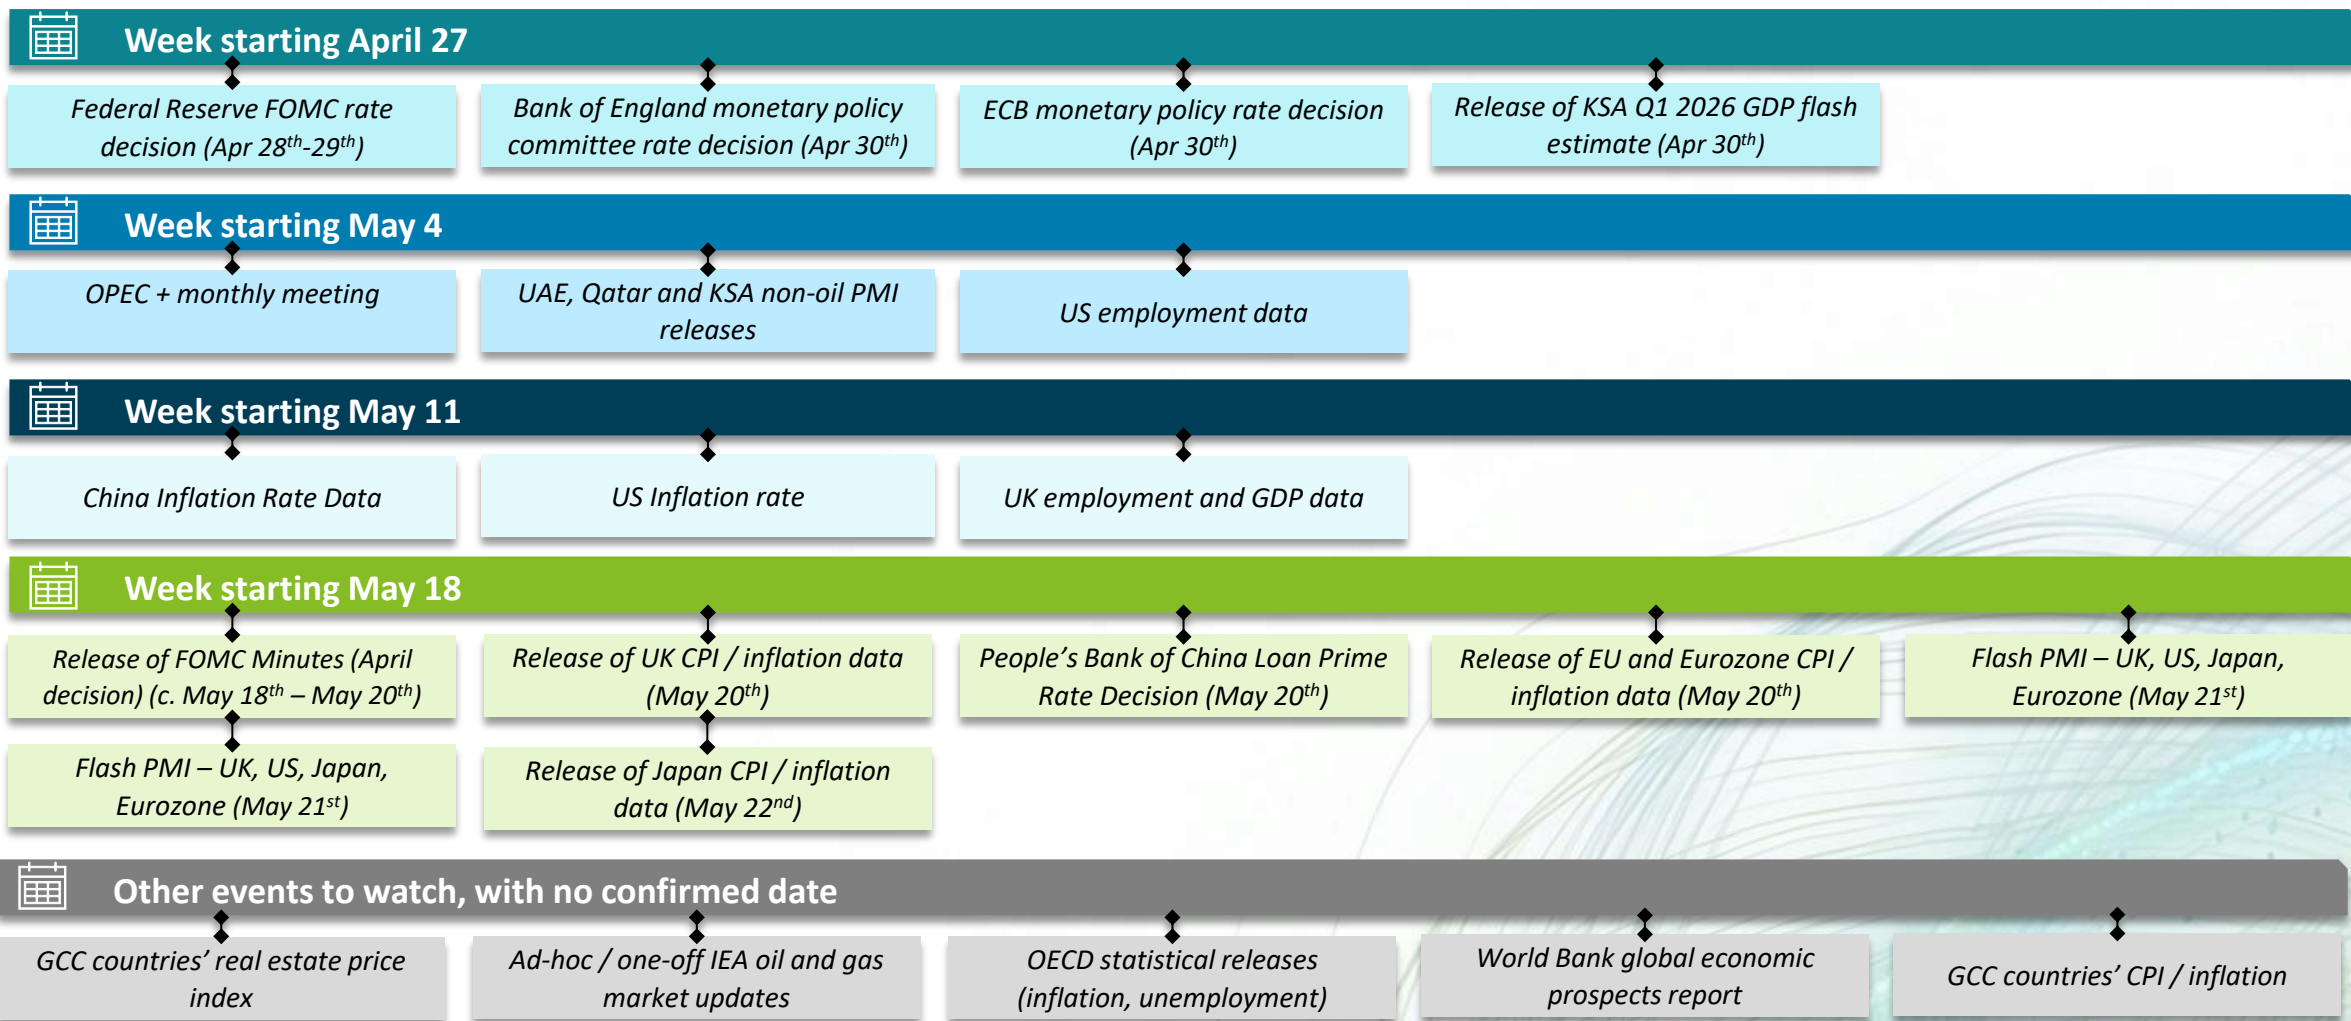 Week starting April 27
Federal Reserve FOMC rate
decision (Apr 28th-29th)
Bank of England monetary policy
committee rate decision (Apr 30th)
ECB monetary policy rate decision
(Apr 30th)
Release of KSA Q1 2026 GDP flash
estimate (Apr 30th)
Week starting May 4
OPEC + monthly meeting
UAE, Qatar and KSA non-oil PMI
releases
US employment data
Week starting May 11
China Inflation Rate Data
US Inflation rate
UK employment and GDP data
Week starting May 18
Release of FOMC Minutes (April
decision) (c. May 18th – May 20th)
Release of UK CPI / inflation data
(May 20th)
People’s Bank of China Loan Prime
Rate Decision (May 20th)
Release of EU and Eurozone CPI /
inflation data (May 20th)
Flash PMI – UK, US, Japan,
Eurozone (May 21st)
Flash PMI – UK, US, Japan,
Eurozone (May 21st)
Release of Japan CPI / inflation
data (May 22nd)
Other events to watch, with no confirmed date
GCC countries’ real estate price
index
Ad-hoc / one-off IEA oil and gas
market updates
OECD statistical releases
(inflation, unemployment)
World Bank global economic
prospects report
GCC countries’ CPI / inflation